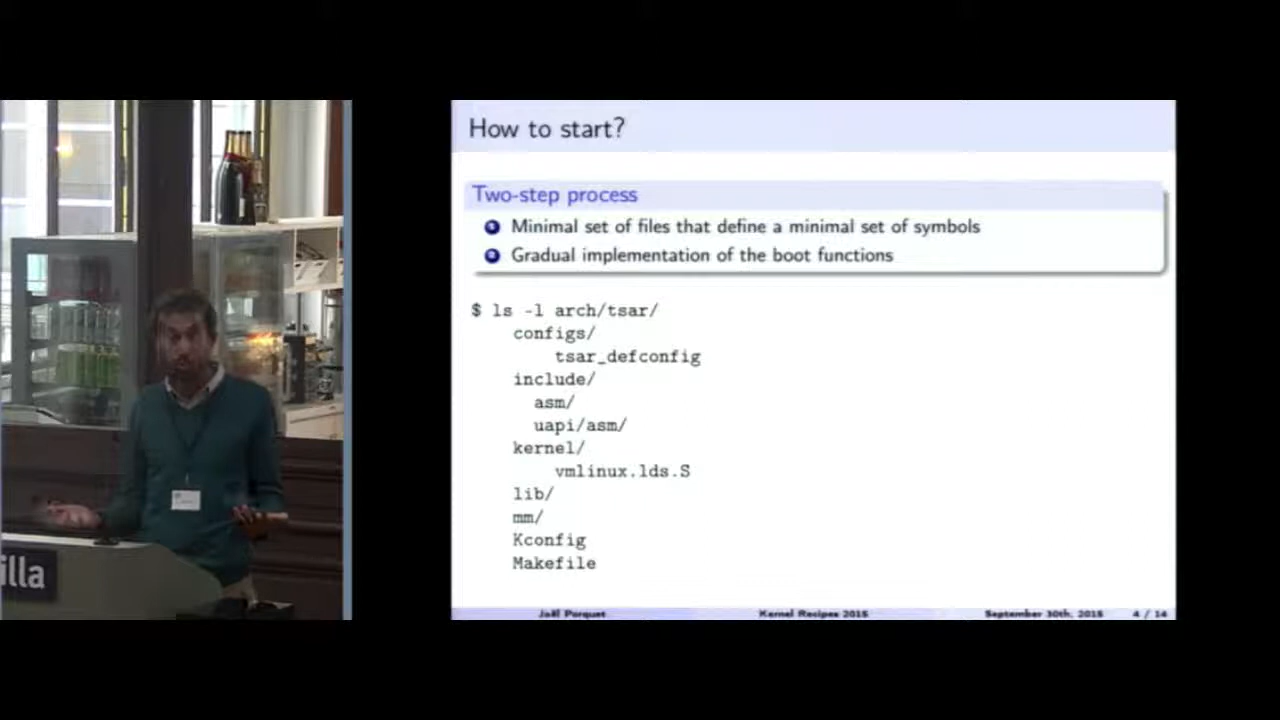 How to start?
Two-step process
Minimal set of files that define a minimal set of symbols
Gradual implementation of the boot functions
$ ls -l arch/tsar/
configs/
tsar_defconfig
include/
asm/
uapi/asm/
kernel/
vmlinux.lds.S
lib/
mm/
Kconfig
Makefile
illa
Joël Porquet Kernel Recipes 2015 September 30th, 2015 4 / 14